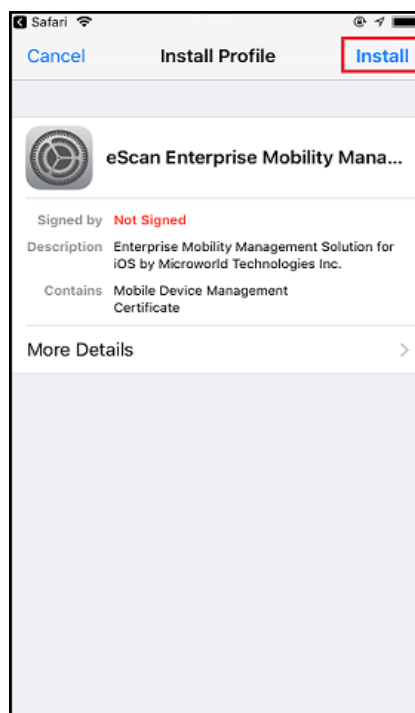 Safari
Cancel Install Profile Install
eScan Enterprise Mobility Mana...
Signed by Not Signed
Description Enterprise Mobility Management Solution for
iOS by Microworld Technologies Inc.
Contains Mobile Device Management
Certificate
More Details